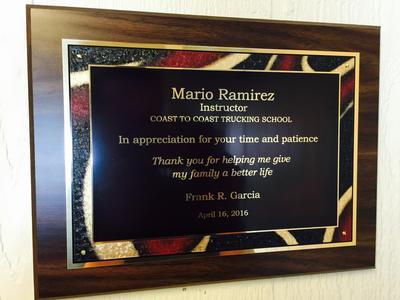 Mario Ramirez
Instructor
COAST TO COAST TRUCKING SCHOOL
In appreciation for your time and patience
Thank you for helping me give
my family a better life
Frank R. Garcia
April 16, 2016